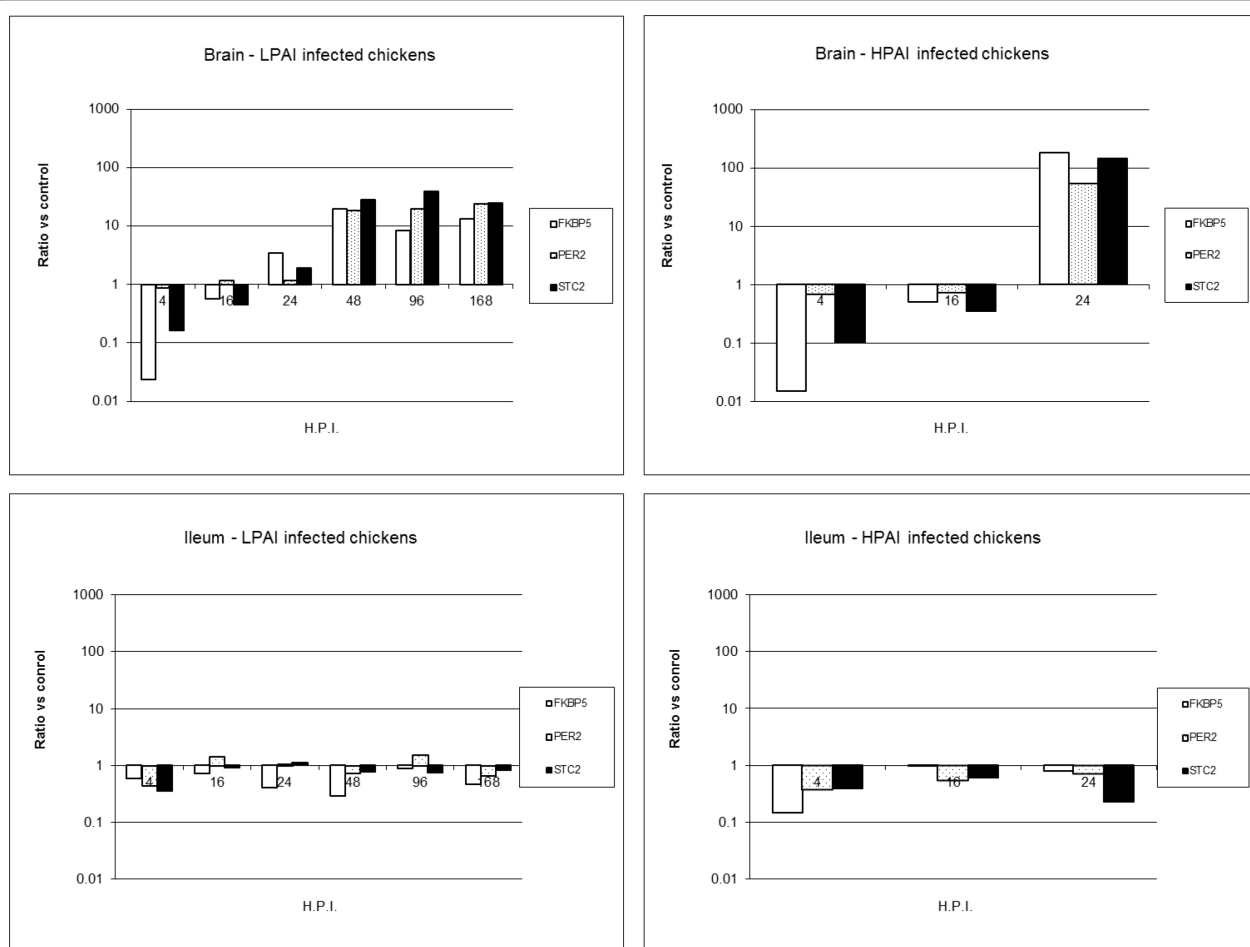 Brain - LPAI infected chickens
1000
100
10
1
0.1
0.01
Ratio vs control
4
16
24
48
96
168
H.P.I.
FKBP5
PER2
STC2
Brain - HPAI infected chickens
1000
100
10
1
0.1
0.01
Ratio vs control
4
16
24
H.P.I.
FKBP5
PER2
STC2
Ileum - LPAI infected chickens
1000
100
10
1
0.1
0.01
Ratio vs conrol
4
16
24
48
96
168
H.P.I.
FKBP5
PER2
STC2
Ileum - HPAI infected chickens
1000
100
10
1
0.1
0.01
Ratio vs conrol
4
16
24
H.P.I.
FKBP5
PER2
STC2